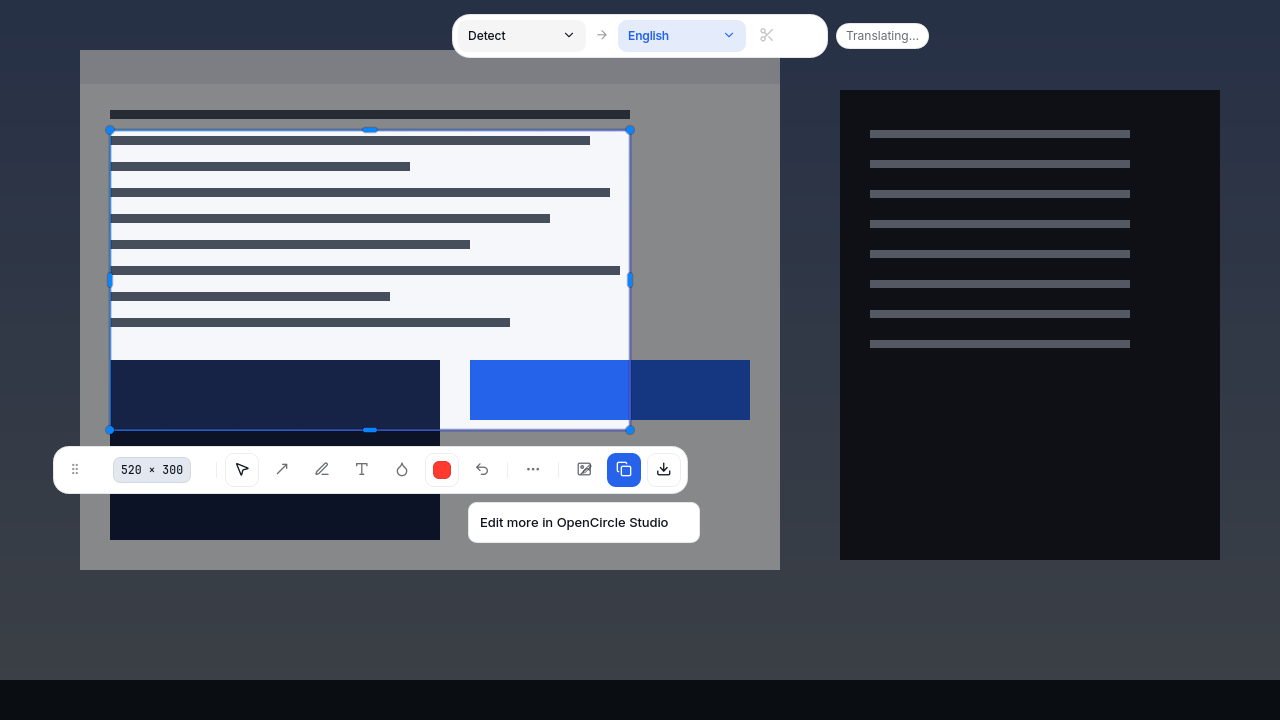 Detect
English
Translating...
520 × 300
Edit more in OpenCircle Studio